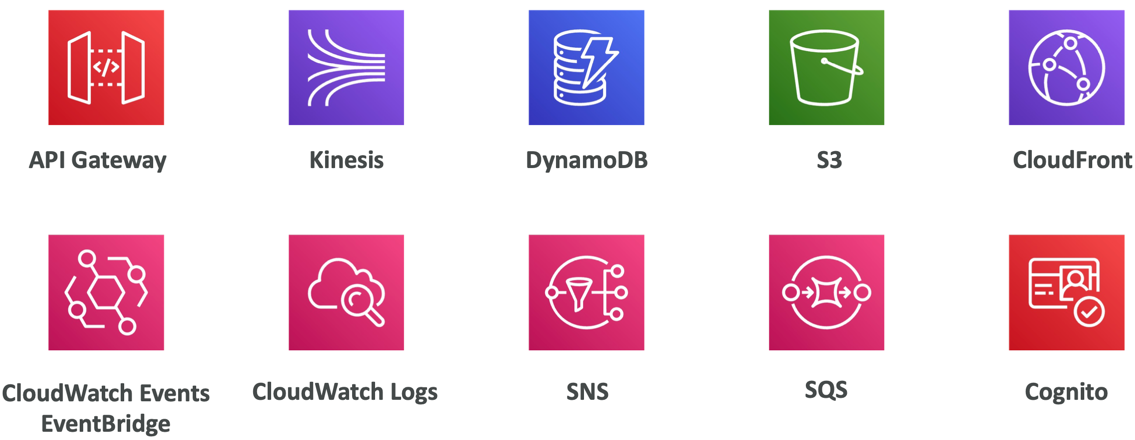 API Gateway
Kinesis
DynamoDB
S3
CloudFront
CloudWatch Events
EventBridge
CloudWatch Logs
SNS
SQS
Cognito